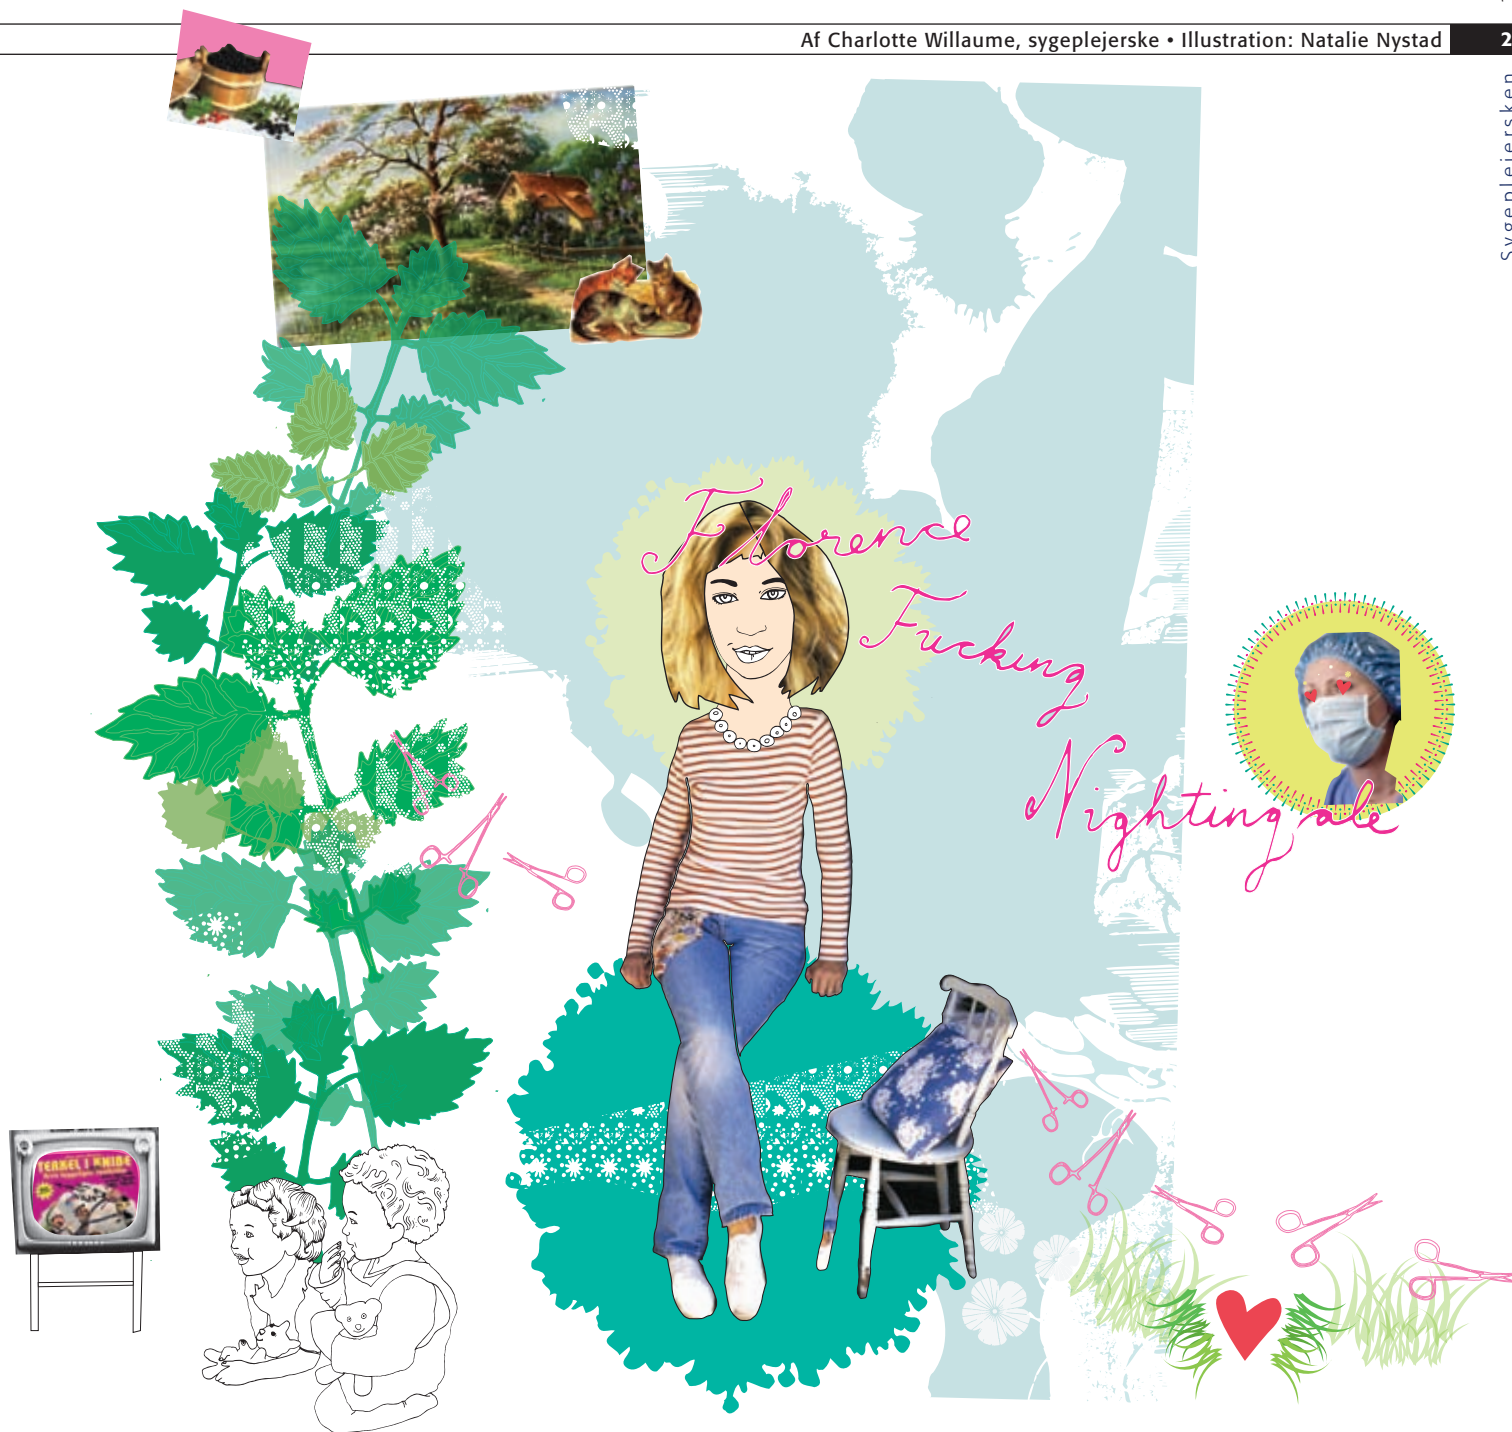 Af Charlotte Willaume, sygeplejerske • Illustration: Natalie Nystad
2
Sygeplejersken
Florence
Fucking
Nightingale
TERKEL I KNIBE